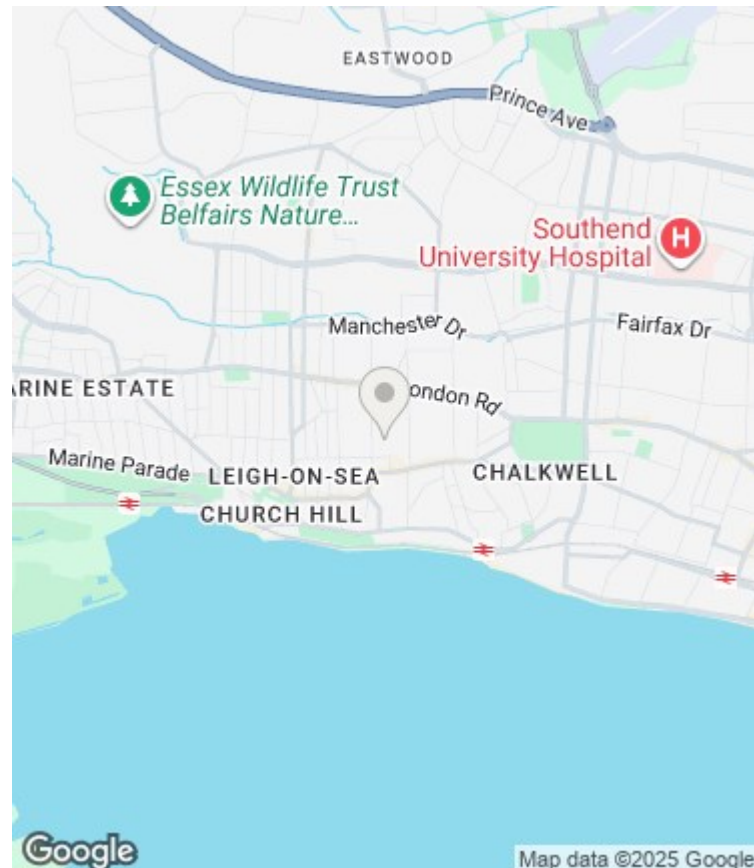 EASTWOOD
Prince Ave
Essex Wildlife Trust
Belfairs Nature...
Southend
University Hospital
H
Manchester Dr
Fairfax Dr
ARINE ESTATE
ondon Rd
Marine Parade
LEIGH-ON-SEA
CHALKWELL
CHURCH HILL
Google
Map data ©2025 Google